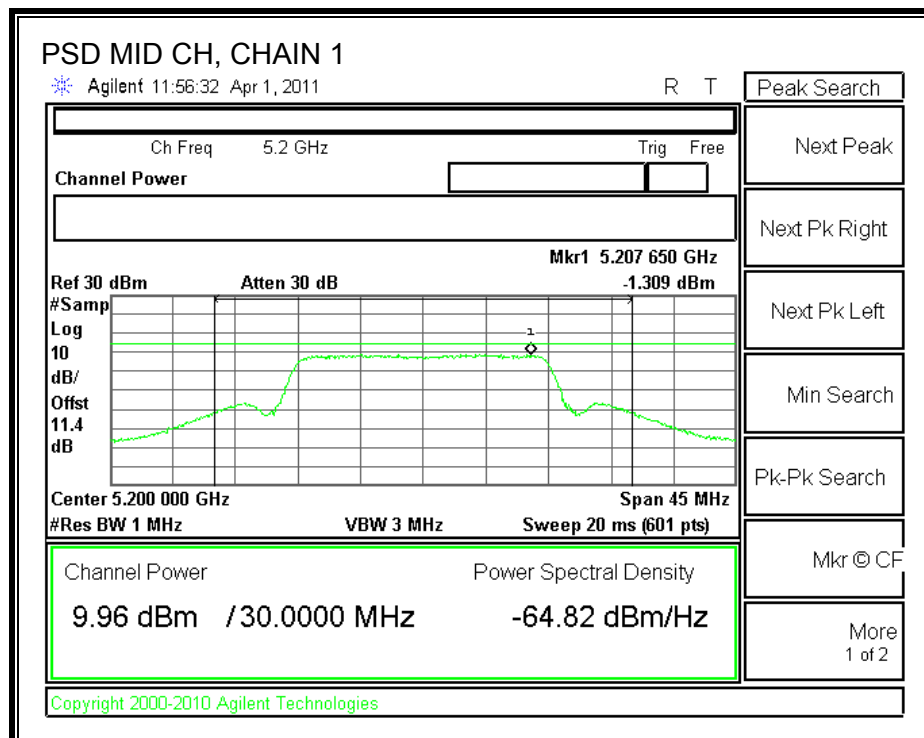 PSD MID CH, CHAIN 1
Agilent 11:56:32 Apr 1, 2011 R T
Peak Search
Ch Freq 5.2 GHz Trig Free
Next Peak
Channel Power
Next Pk Right
Mkr1 5.207 650 GHz
Ref 30 dBm Atten 30 dB -1.309 dBm
#Samp
Log
10
dB/
Offst
11.4
dB
1
Next Pk Left
Min Search
Pk-Pk Search
Center 5.200 000 GHz Span 45 MHz
#Res BW 1 MHz VBW 3 MHz Sweep 20 ms (601 pts)
Channel Power Power Spectral Density
9.96 dBm /30.0000 MHz -64.82 dBm/Hz
Mkr © CF
More
1 of 2
Copyright 2000-2010 Agilent Technologies